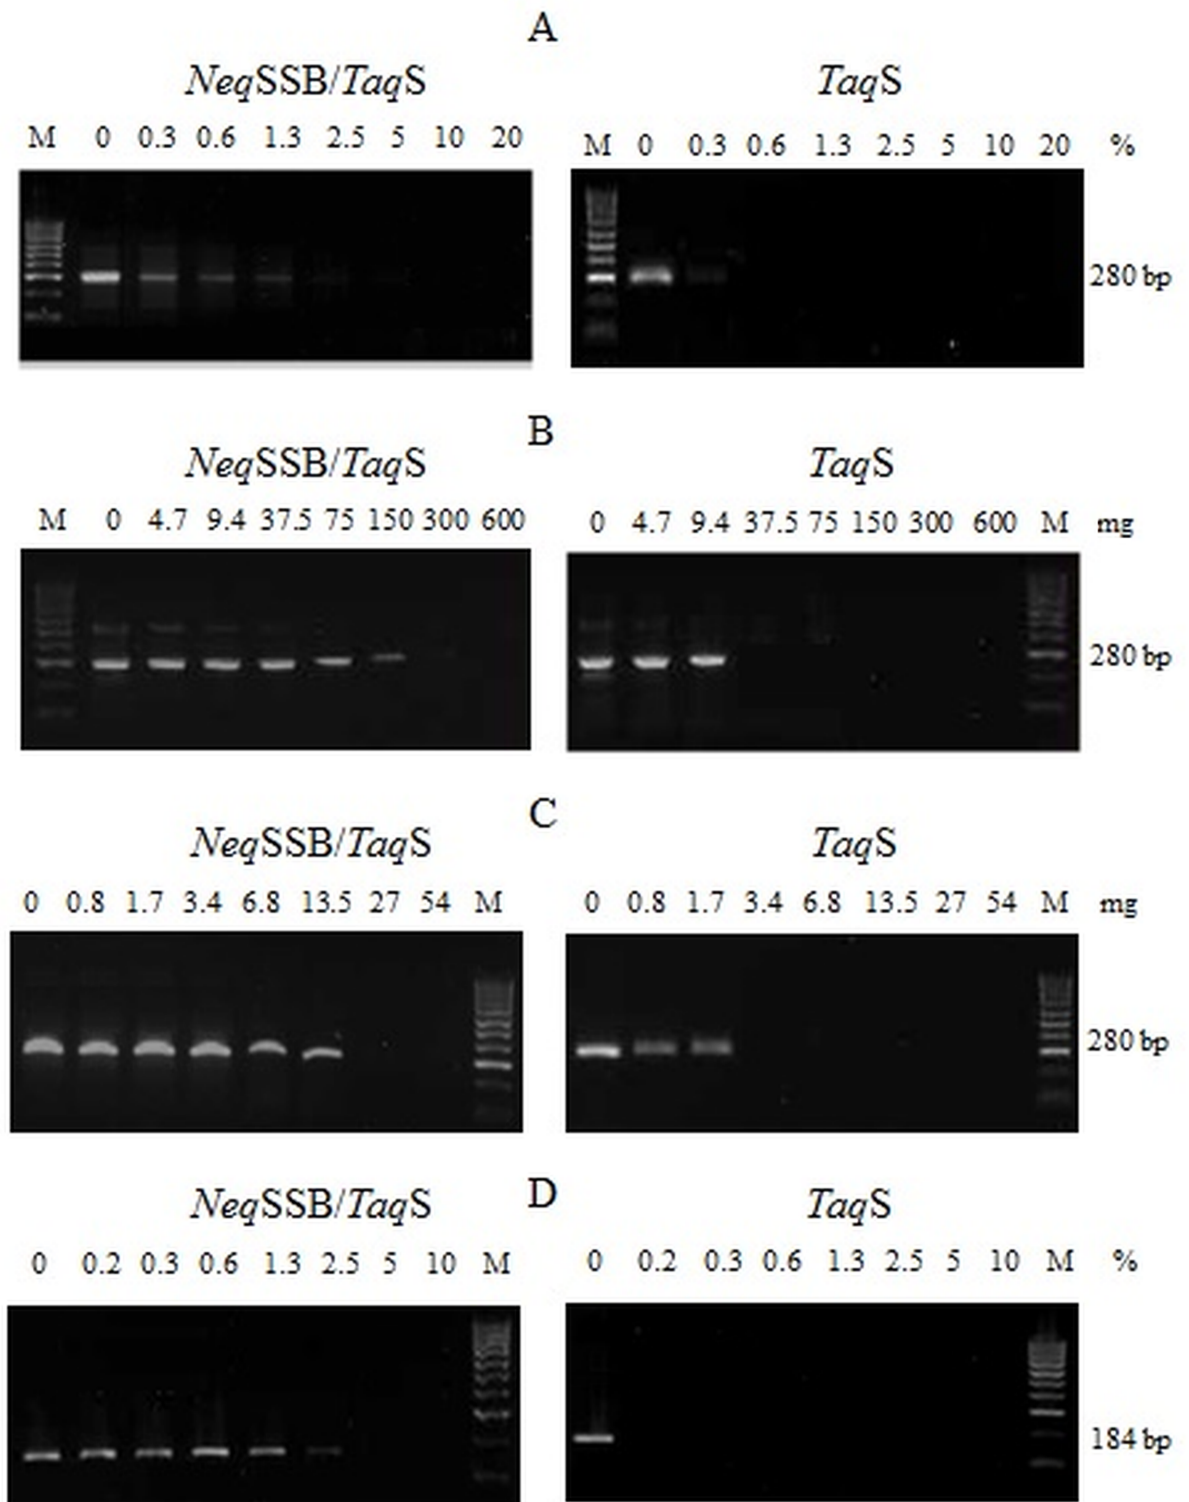 A
NeqSSB/TaqS TaqS
M 0 0.3 0.6 1.3 2.5 5 10 20 M 0 0.3 0.6 1.3 2.5 5 10 20 %
280 bp
B
NeqSSB/TaqS TaqS
M 0 4.7 9.4 37.5 75 150 300 600 0 4.7 9.4 37.5 75 150 300 600 M mg
280 bp
C
NeqSSB/TaqS TaqS
0 0.8 1.7 3.4 6.8 13.5 27 54 M 0 0.8 1.7 3.4 6.8 13.5 27 54 M mg
280 bp
D
NeqSSB/TaqS TaqS
0 0.2 0.3 0.6 1.3 2.5 5 10 M 0 0.2 0.3 0.6 1.3 2.5 5 10 M %
184 bp